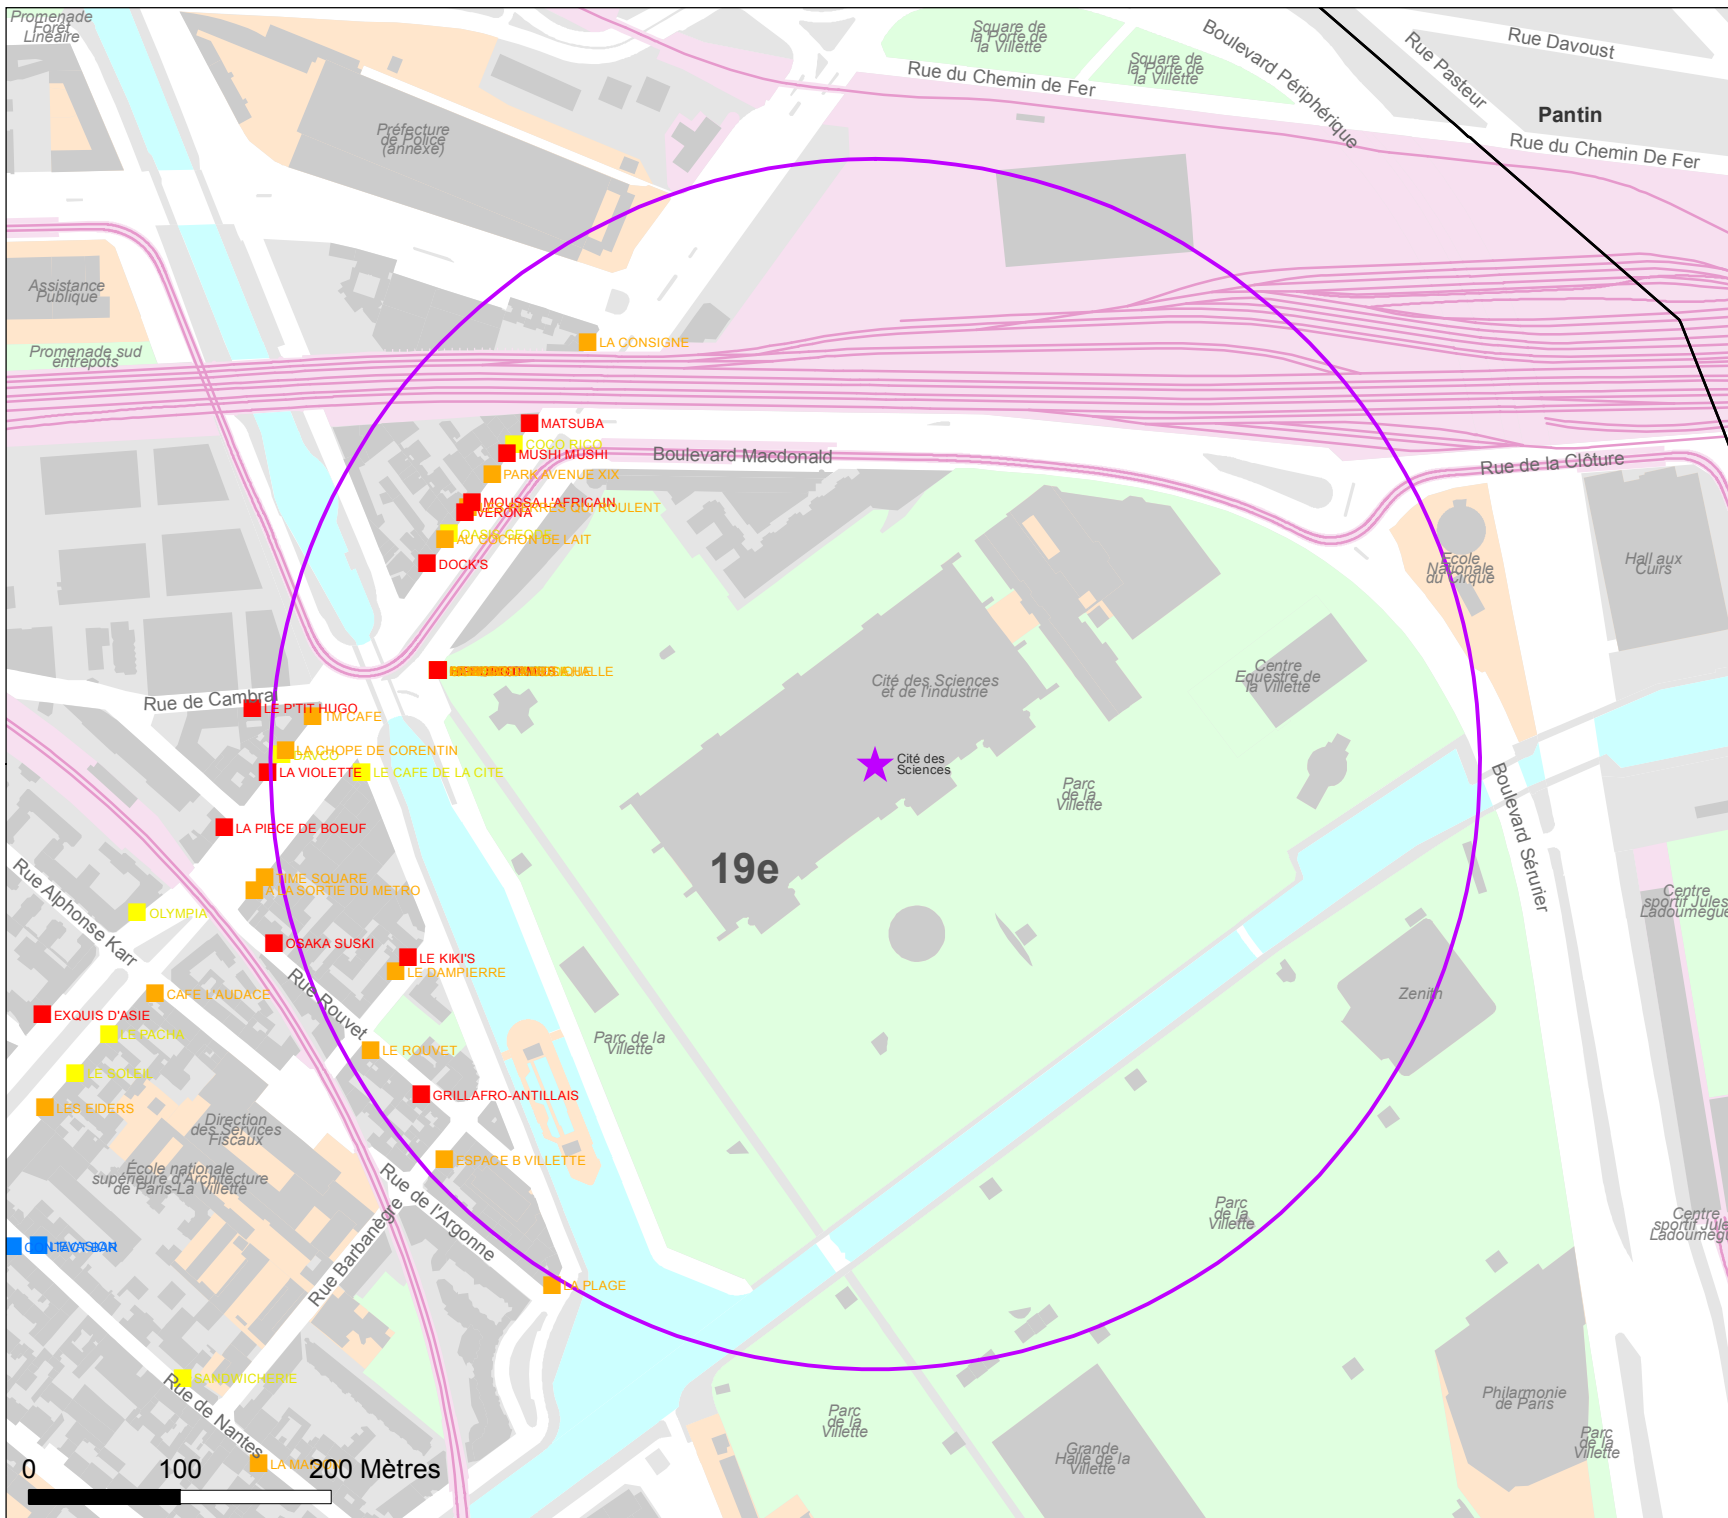 Promenade
Forêt
Linéaire
Square de
la Porte de
la Villette
Square de
la Porte de
la Villette
Boulevard Périphérique
Rue Pasteur
Rue Davoust
Rue du Chemin de Fer
Pantin
Rue du Chemin De Fer
Préfecture
de Police
(annexe)
Assistance
Publique
Promenade sud
entrepôts
LA CONSIGNE
MATSUBA
COCO RICO
MUSHI MUSHI
Boulevard Macdonald
Rue de la Clôture
PARK AVENUE XIX
MOUSSA L'AFRICAIN
VERONA
AU COCHON DE LAIT
DOCK'S
Ecole
Nationale
du Cirque
Hall aux
Cuirs
Cité des Sciences
et de l'industrie
Centre
Equestre de
la Villette
Rue de Cambrai
LE P'TIT HUGO
TM CAFE
LA CHOPE DE CORENTIN
DAVCO
LA VIOLETTE
LE CAFE DE LA CITE
Cité des
Sciences
Parc
de la
Villette
Boulevard Sérurier
LA PIECE DE BOEUF
19e
Rue Alphonse Karr
TIME SQUARE
A LA SORTIE DU METRO
Centre
sportif Jules
Ladoumègue
OLYMPIA
OSAKA SUSKI
LE KIKI'S
LE DAMPIERRE
Rue Rouvet
CAFE L'AUDACE
Zenith
EXQUIS D'ASIE
LE PACHA
Parc de la
Villette
LE ROUVET
LE GOLFE
GRILLAFRO-ANTILLAIS
LES EIDERS
Direction
des Services
Fiscaux
École nationale
supérieure d'Architecture
de Paris-La Villette
ESPACE B VILLETTE
Rue de l'Argonne
Rue Barbanègre
Parc
de la
Villette
Centre
sportif Jules
Ladoumègue
LA PLAGE
SANDWICHERIE
Rue de Nantes
Parc
de la
Villette
Philarmonie
de Paris
Grande
Halle de la
Villette
Parc
de la
Villette
0 100 200 Mètres